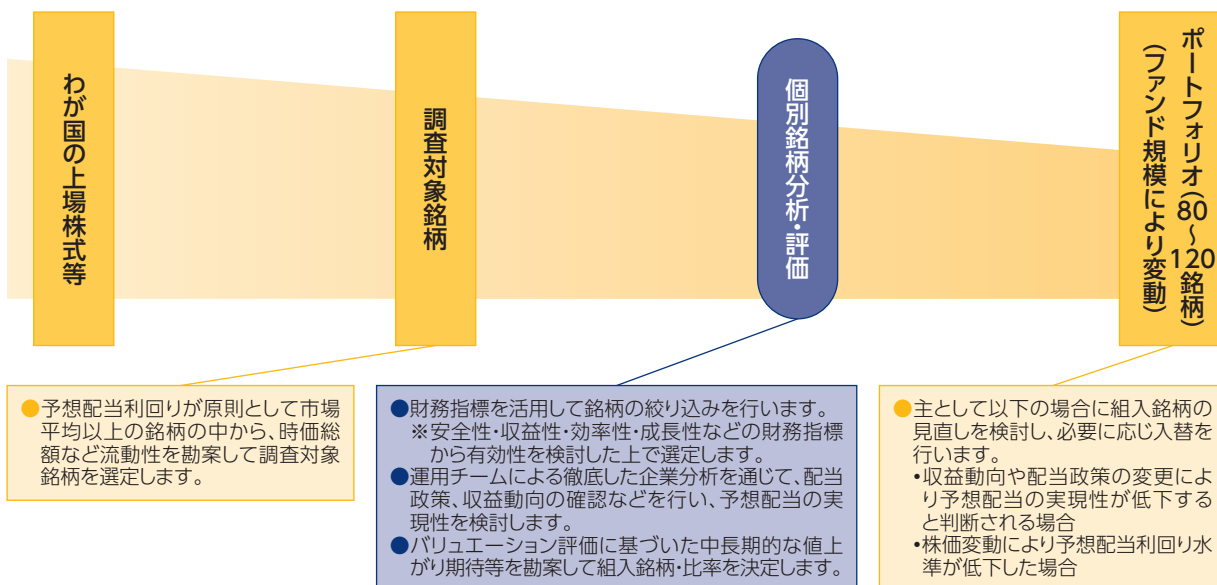 わが国の上場株式等
調査対象銘柄
個別銘柄分析・評価
ポートフォリオ(80～120銘柄)
(ファンド規模により変動)
●予想配当利回りが原則として市場
平均以上の銘柄の中から、時価総
額など流動性を勘案して調査対象
銘柄を選定します。
●財務指標を活用して銘柄の絞り込みを行います。
※安全性・収益性・効率性・成長性などの財務指標
から有効性を検討した上で選定します。
●運用チームによる徹底した企業分析を通じて、配当
政策、収益動向の確認などを行い、予想配当の実
現性を検討します。
●バリュエーション評価に基づいた中長期的な値上
がり期待等を勘案して組入銘柄・比率を決定します。
●主として以下の場合に組入銘柄の
見直しを検討し、必要に応じ入替を
行います。
•収益動向や配当政策の変更によ
り予想配当の実現性が低下する
と判断される場合
•株価変動により予想配当利回り水
準が低下した場合